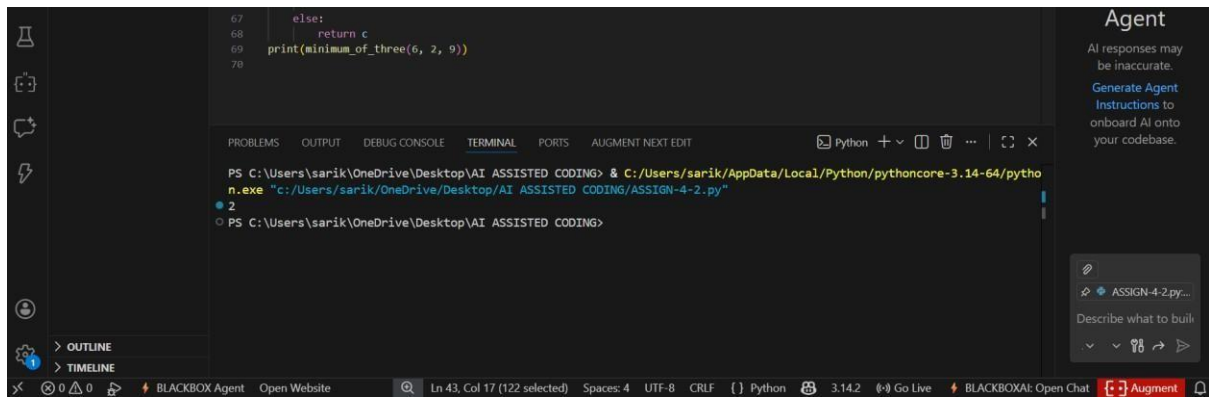 67 else:
68 return c
69 print(minimum_of_three(6, 2, 9))
70
PROBLEMS OUTPUT DEBUG CONSOLE TERMINAL PORTS AUGMENT NEXT EDIT Python
PS C:\Users\sarik\OneDrive\Desktop\AI ASSISTED CODING> & C:/Users/sarik/AppData/Local/Python/pythoncore-3.14-64/pytho
n.exe "c:/Users/sarik/OneDrive/Desktop/AI ASSISTED CODING/ASSIGN-4-2.py"
2
PS C:\Users\sarik\OneDrive\Desktop\AI ASSISTED CODING>
Agent
AI responses may
be inaccurate.
Generate Agent
Instructions to
onboard AI onto
your codebase.
ASSIGN-4-2.py:...
Describe what to buil
> OUTLINE
> TIMELINE
1
0 0 BLACKBOX Agent Open Website Ln 43, Col 17 (122 selected) Spaces: 4 UTF-8 CRLF { } Python 3.14.2 Go Live BLACKBOXAI: Open Chat Augment